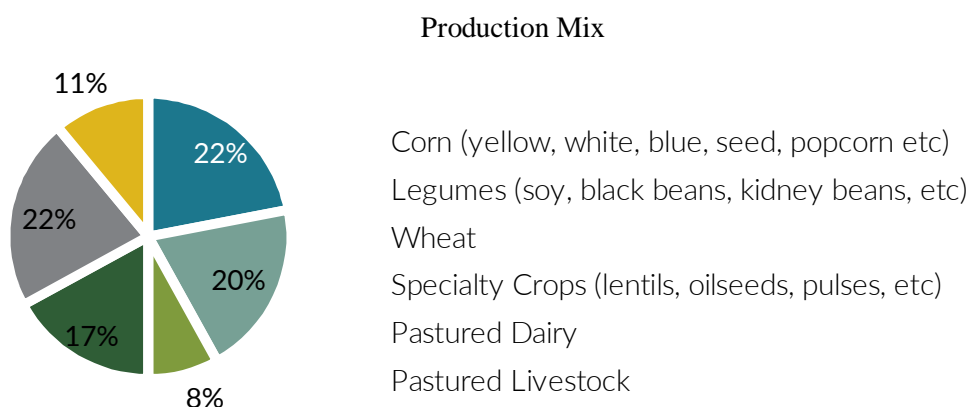 Production Mix
11%
22%
22%
20%
17%
8%
Corn (yellow, white, blue, seed, popcorn etc)
Legumes (soy, black beans, kidney beans, etc)
Wheat
Specialty Crops (lentils, oilseeds, pulses, etc)
Pastured Dairy
Pastured Livestock